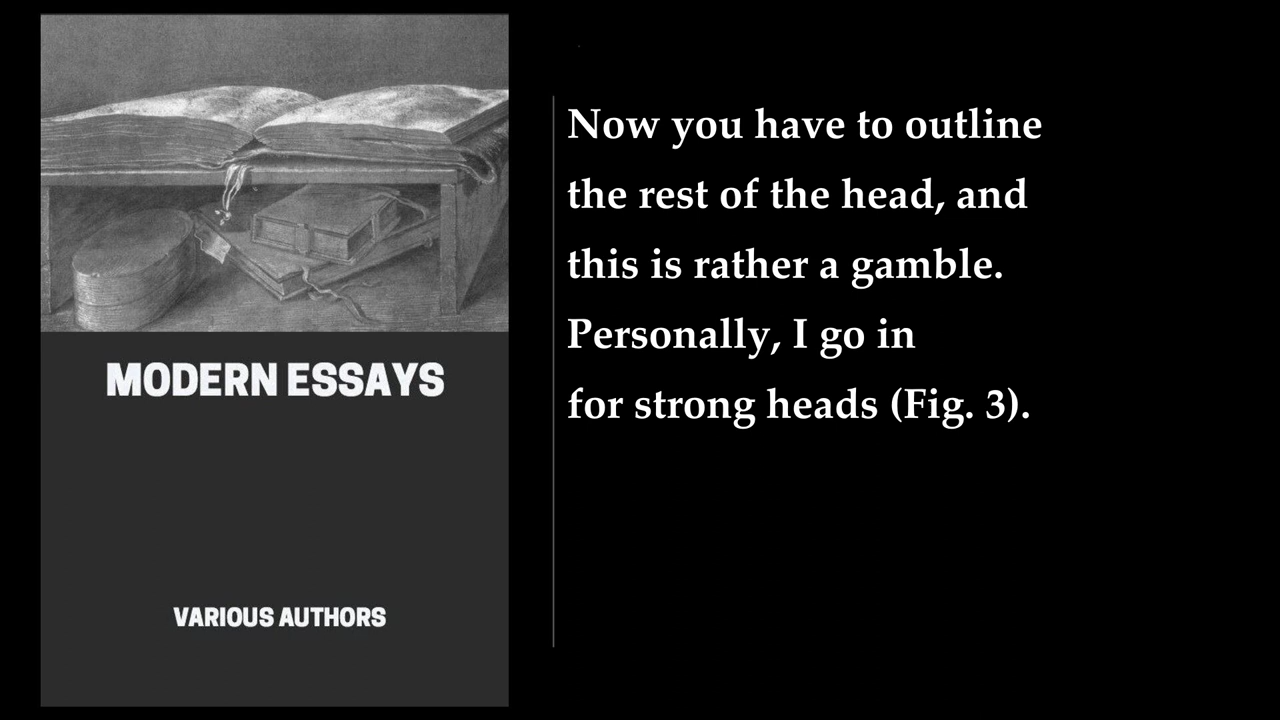 MODERN ESSAYS
VARIOUS AUTHORS
Now you have to outline
the rest of the head, and
this is rather a gamble.
Personally, I go in
for strong heads (Fig. 3).